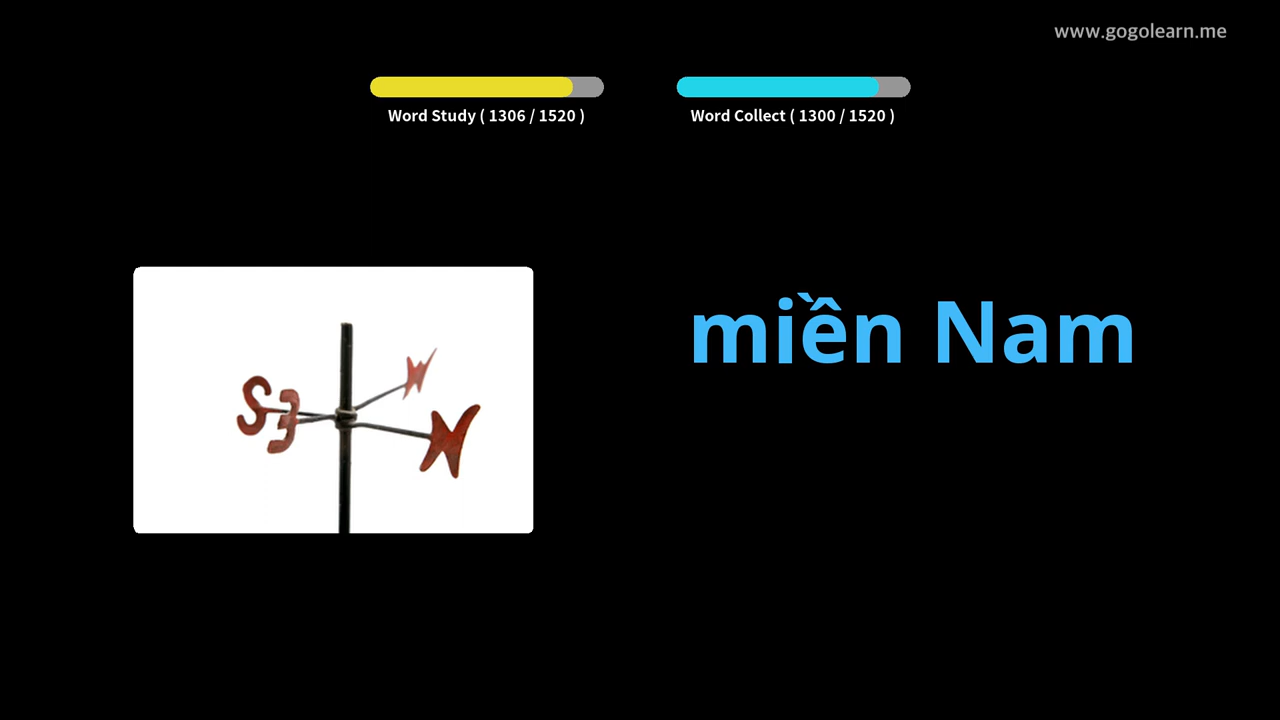 www.gogolearn.me
Word Study ( 1306 / 1520 )
Word Collect ( 1300 / 1520 )
miền Nam
S
E
N